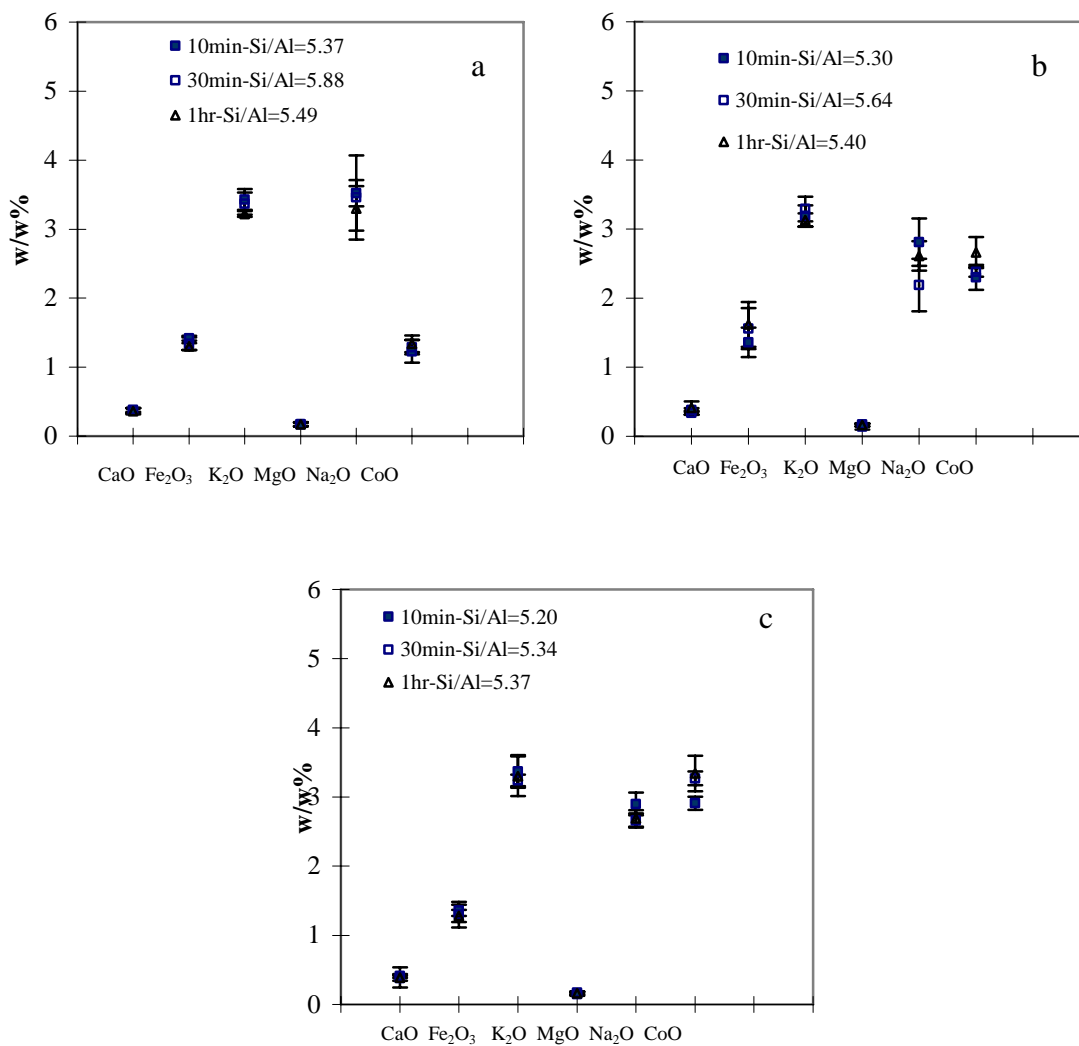 a
10min-Si/Al=5.37
30min-Si/Al=5.88
1hr-Si/Al=5.49
w/w%
6
5
4
3
2
1
0
CaO Fe₂O₃ K₂O MgO Na₂O CoO
b
10min-Si/Al=5.30
30min-Si/Al=5.64
1hr-Si/Al=5.40
w/w%
6
5
4
3
2
1
0
CaO Fe₂O₃ K₂O MgO Na₂O CoO
c
10min-Si/Al=5.20
30min-Si/Al=5.34
1hr-Si/Al=5.37
w/w%
6
5
4
3
2
1
0
CaO Fe₂O₃ K₂O MgO Na₂O CoO